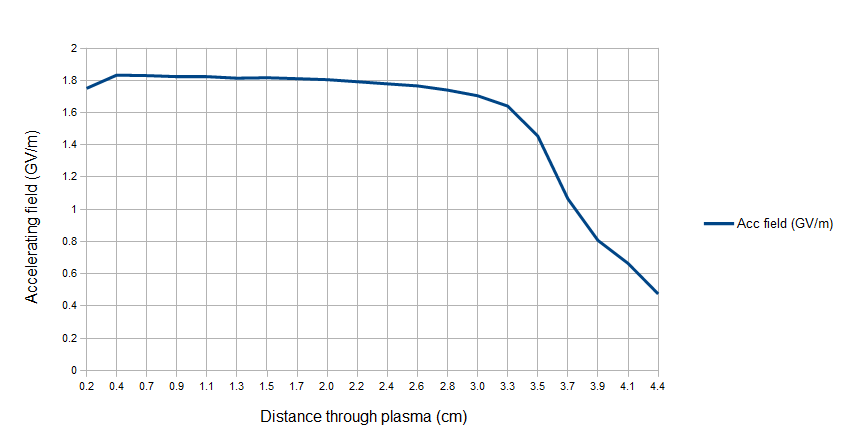 2
1.8
1.6
1.4
1.2
1
0.8
0.6
0.4
0.2
0
Accelerating field (GV/m)
0.2 0.4 0.7 0.9 1.1 1.3 1.5 1.7 2.0 2.2 2.4 2.6 2.8 3.0 3.3 3.5 3.7 3.9 4.1 4.4
Distance through plasma (cm)
Acc field (GV/m)